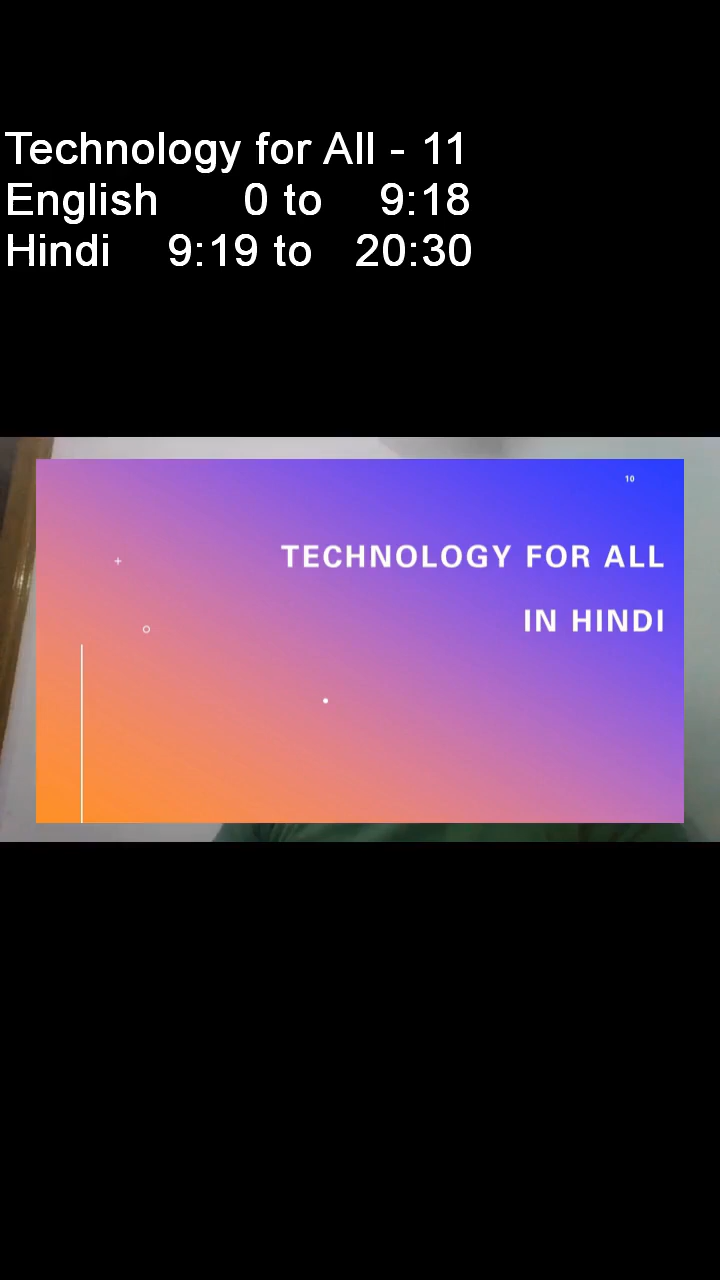 Technology for All - 11
English 0 to 9:18
Hindi 9:19 to 20:30
10
TECHNOLOGY FOR ALL
IN HINDI